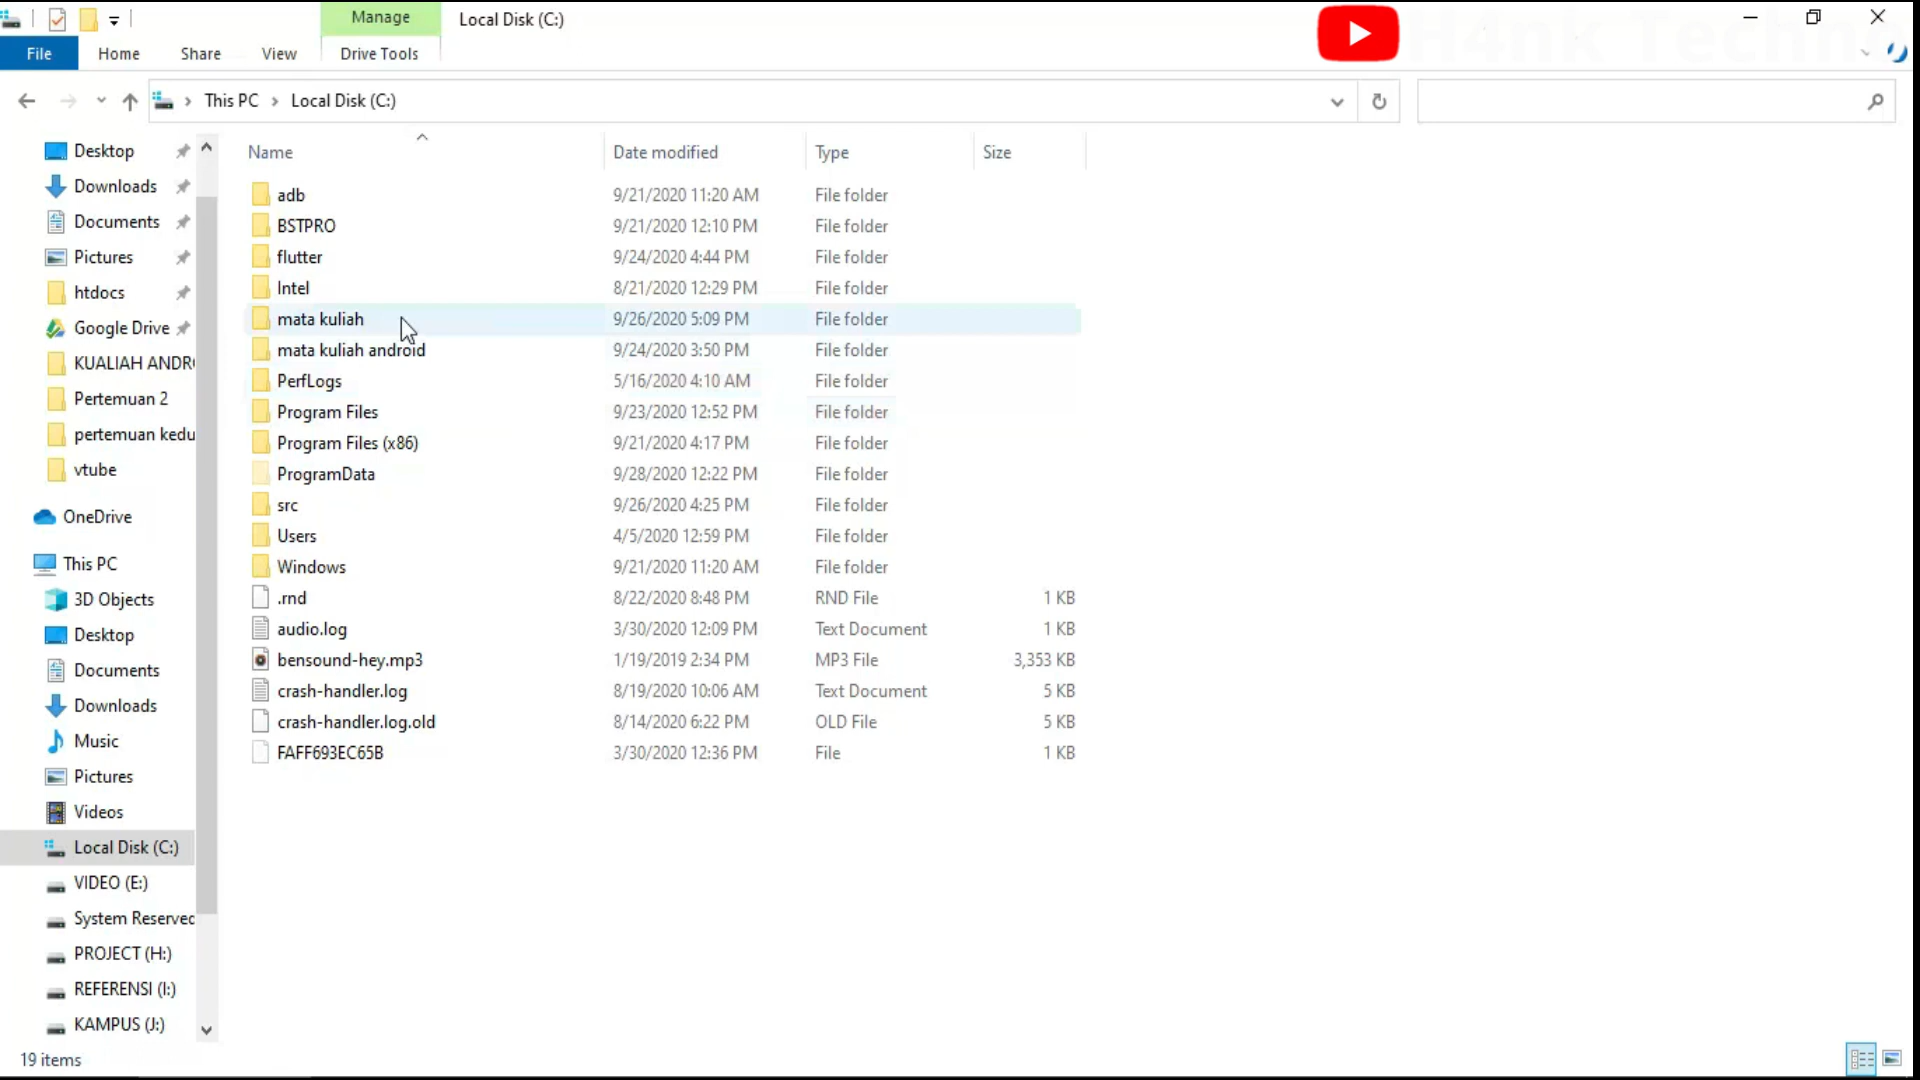 Manage
Local Disk (C:)
H4nk Techno
File
Home
Share
View
Drive Tools
This PC
Local Disk (C:)
Name
Date modified
Type
Size
Desktop
Downloads
Documents
Pictures
htdocs
Google Drive
KUALIAH ANDR
Pertemuan 2
pertemuan kedu
vtube
OneDrive
This PC
3D Objects
Desktop
Documents
Downloads
Music
Pictures
Videos
Local Disk (C:)
VIDEO (E:)
System Reserved
PROJECT (H:)
REFERENSI (I:)
KAMPUS (J:)
adb 9/21/2020 11:20 AM File folder
BSTPRO 9/21/2020 12:10 PM File folder
flutter 9/24/2020 4:44 PM File folder
Intel 8/21/2020 12:29 PM File folder
mata kuliah 9/26/2020 5:09 PM File folder
mata kuliah android 9/24/2020 3:50 PM File folder
PerfLogs 5/16/2020 4:10 AM File folder
Program Files 9/23/2020 12:52 PM File folder
Program Files (x86) 9/21/2020 4:17 PM File folder
ProgramData 9/28/2020 12:22 PM File folder
src 9/26/2020 4:25 PM File folder
Users 4/5/2020 12:59 PM File folder
Windows 9/21/2020 11:20 AM File folder
.rnd 8/22/2020 8:48 PM RND File 1 KB
audio.log 3/30/2020 12:09 PM Text Document 1 KB
bensound-hey.mp3 1/19/2019 2:34 PM MP3 File 3,353 KB
crash-handler.log 8/19/2020 10:06 AM Text Document 5 KB
crash-handler.log.old 8/14/2020 6:22 PM OLD File 5 KB
FAFF693EC65B 3/30/2020 12:36 PM File 1 KB
19 items